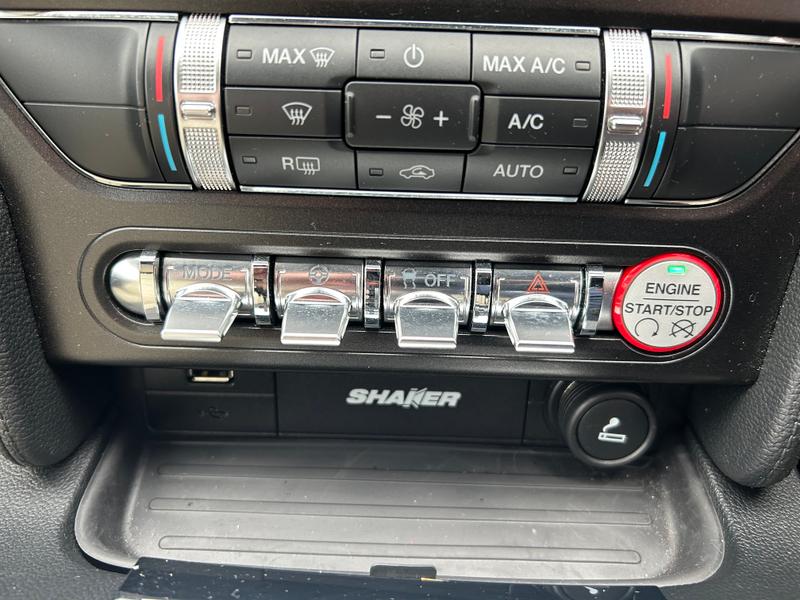 MAX
MAX A/C
- +
A/C
R
AUTO
MODE
OFF
ENGINE
START/STOP
SHAKER